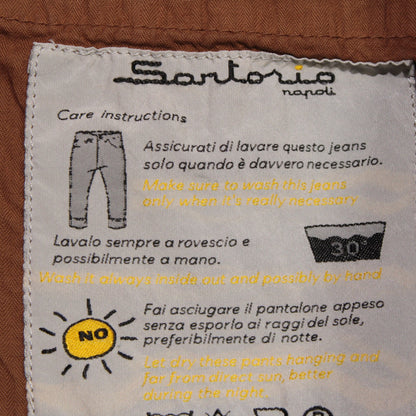 Sartorio
napoli
Care instructions
Assicurati di lavare questo jeans
solo quando è davvero necessario.
Make sure to wash this jeans
only when it's really necessary
Lavalo sempre a rovescio e
possibilmente a mano.
30°
Wash it always inside out and possibly by hand
NO
Fai asciugare il pantalone appeso
senza esporlo ai raggi del sole,
preferibilmente di notte.
Let dry these pants hanging and
far from direct sun, better
during the night.